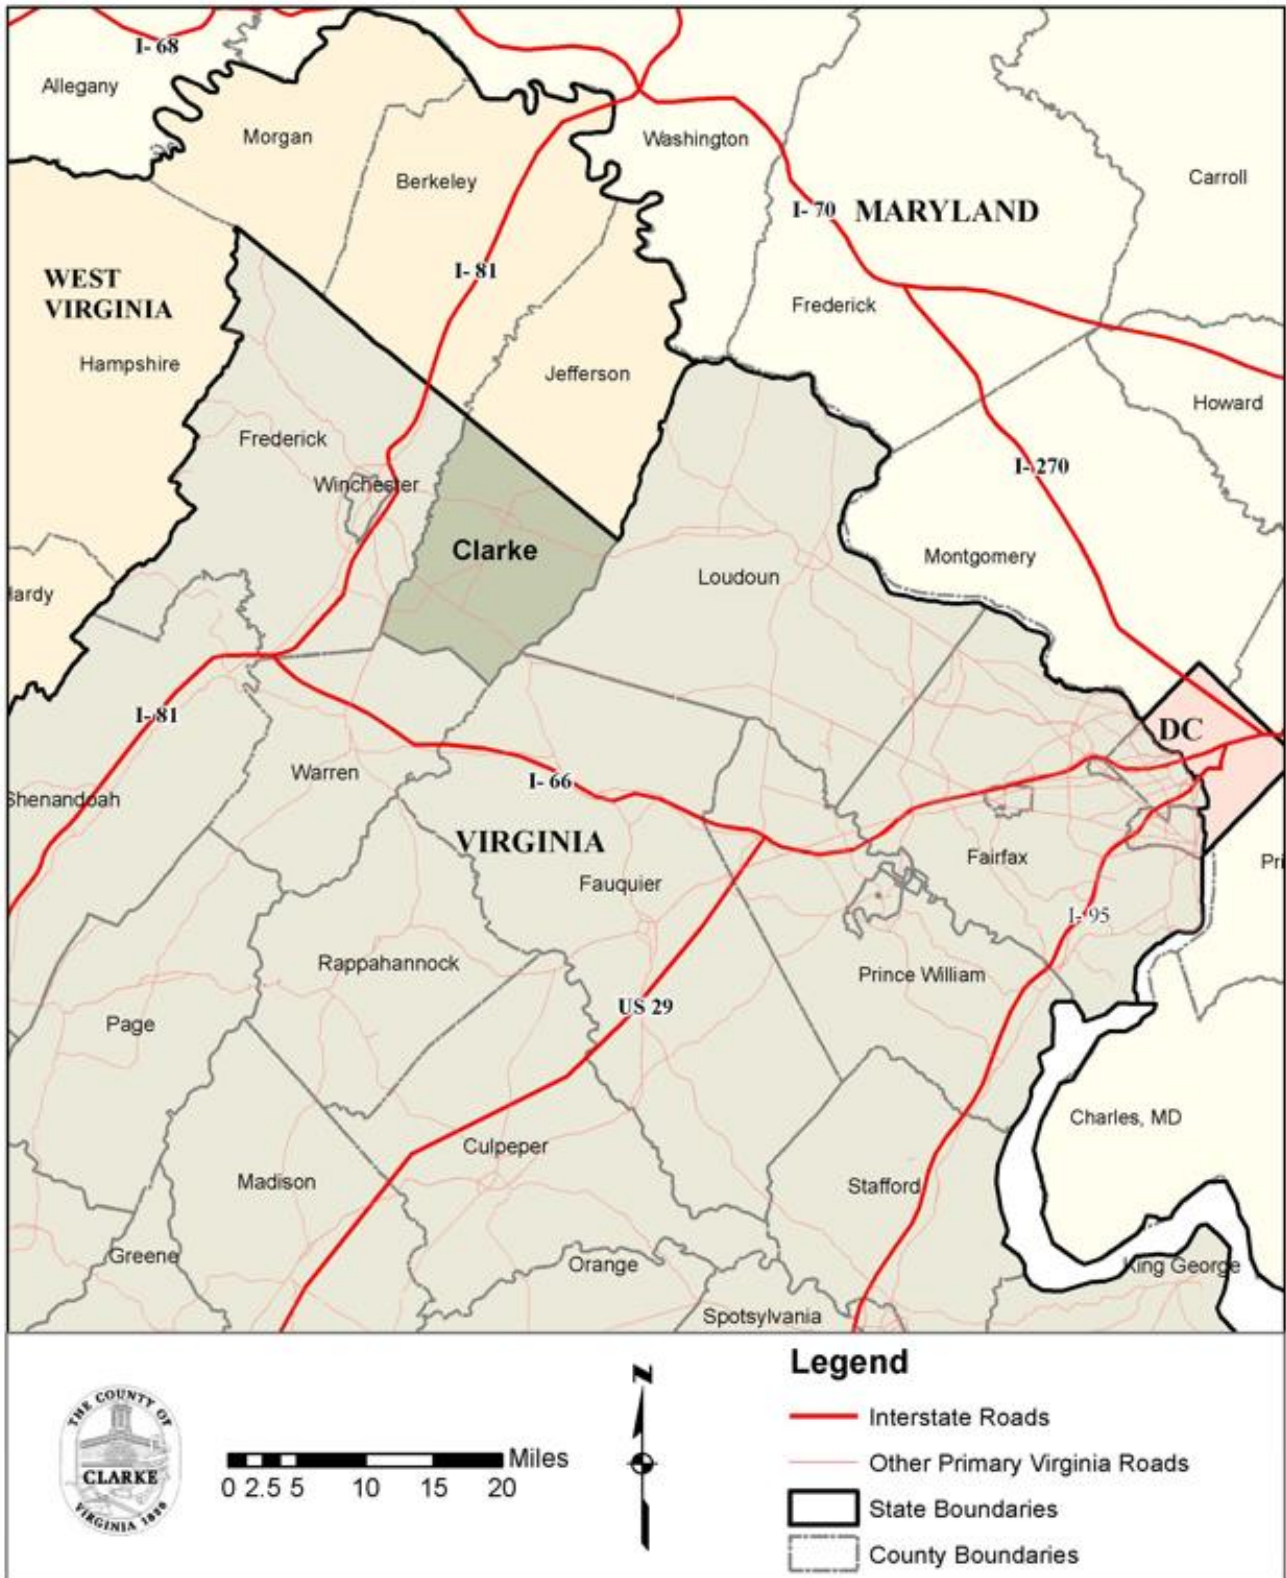 I- 68
Allegany
Morgan
Washington
Berkeley
Carroll
I- 70
MARYLAND
I- 81
WEST
VIRGINIA
Frederick
Hampshire
Jefferson
Howard
Frederick
I- 270
Winchester
Clarke
Montgomery
Loudoun
ardy
I- 81
DC
Warren
I- 66
Shenandoah
VIRGINIA
Fairfax
Pri
Fauquier
I- 95
Rappahannock
Prince William
US 29
Page
Charles, MD
Culpeper
Madison
Stafford
Greene
Orange
King George
Spotsylvania
Legend
Interstate Roads
Other Primary Virginia Roads
State Boundaries
County Boundaries
N
Miles
0 2.5 5 10 15 20
THE COUNTY OF
CLARKE
VIRGINIA 1836